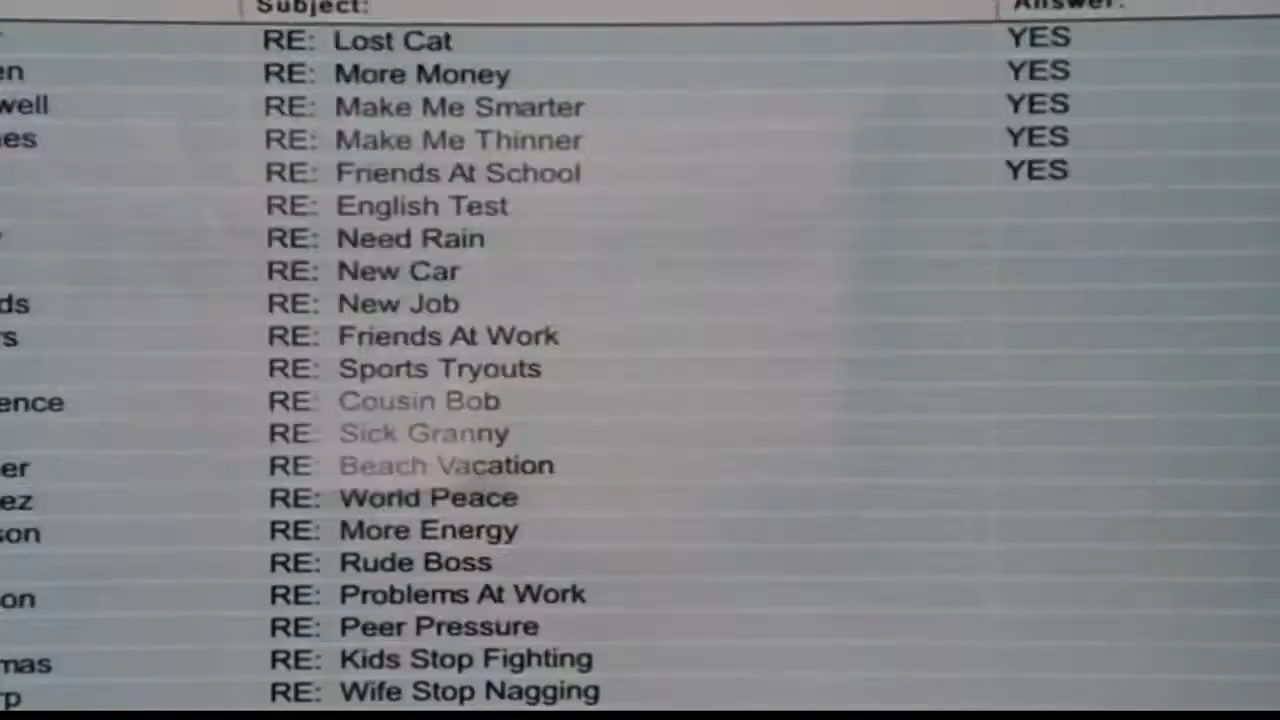 Subject: Answer:
RE: Lost Cat YES
en RE: More Money YES
well RE: Make Me Smarter YES
nes RE: Make Me Thinner YES
RE: Friends At School YES
RE: English Test
RE: Need Rain
RE: New Car
ds RE: New Job
rs RE: Friends At Work
RE: Sports Tryouts
ence RE: Cousin Bob
RE: Sick Granny
er RE: Beach Vacation
ez RE: World Peace
son RE: More Energy
RE: Rude Boss
on RE: Problems At Work
RE: Peer Pressure
mas RE: Kids Stop Fighting
rp RE: Wife Stop Nagging